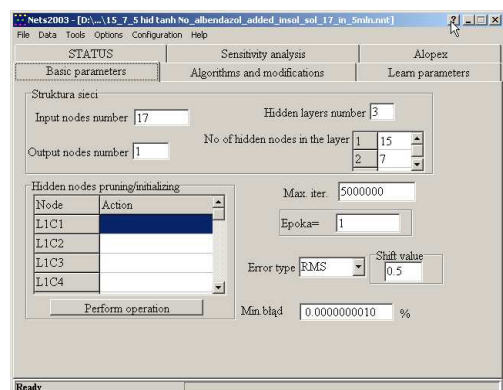 Nets2003 - [D:\...\15_7_5 hid tanh No_albendazol_added_insol_sol_17_in_5mln.nnt]
File Data Tools Options Configuration Help
STATUS Sensitivity analysis Alopex
Basic parameters Algorithms and modifications Learn parameters
Struktura sieci
Input nodes number 17
Hidden layers number 3
Output nodes number 1
No of hidden nodes in the layer
1 15
2 7
Hidden nodes pruning/initializing
Node Action
L1C1
L1C2
L1C3
L1C4
Perform operation
Max. iter. 5000000
Epoka= 1
Error type RMS
Shift value
0.5
Min błąd 0.0000000010 %
Ready